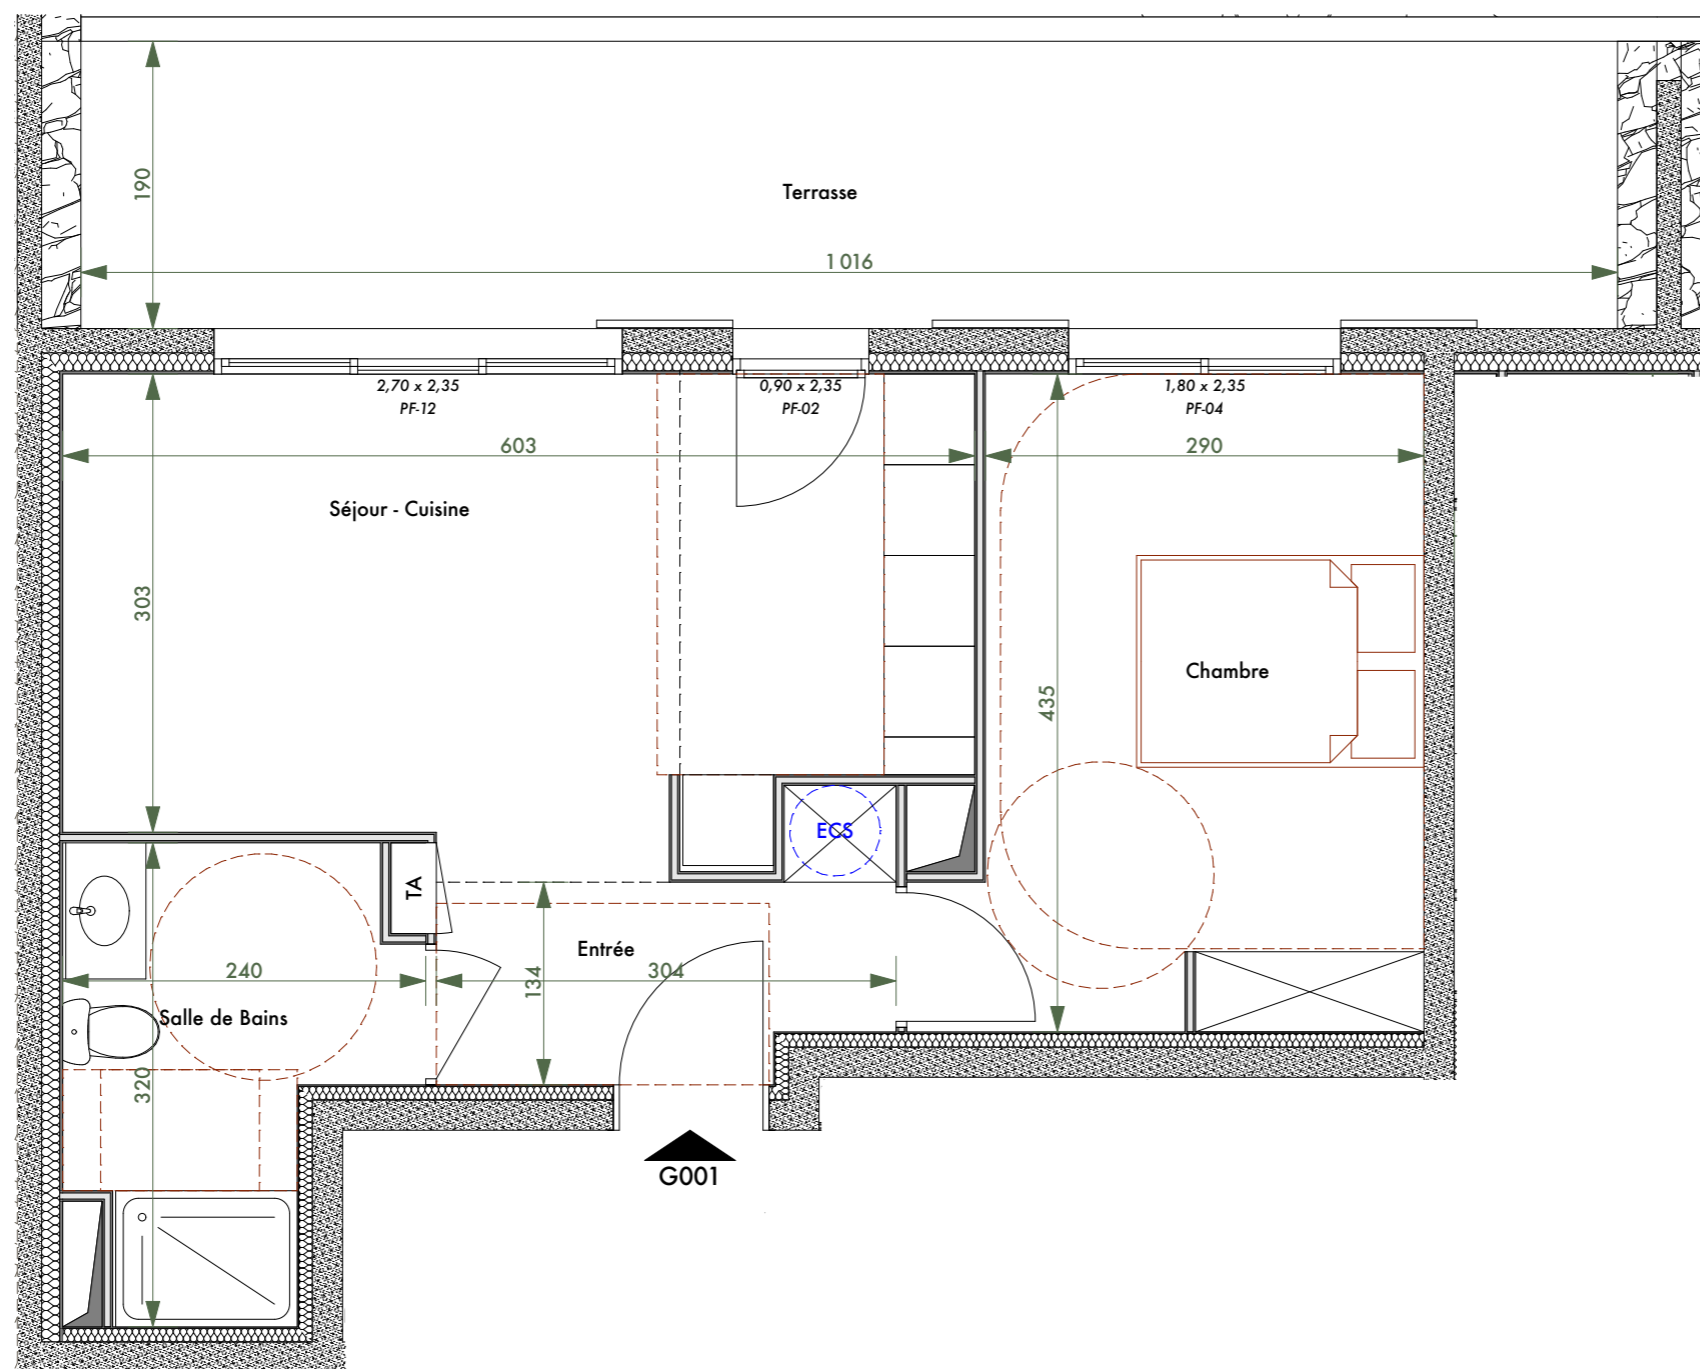 190
Terrasse
1 016
2,70 x 2,35
PF-12
0,90 x 2,35
PF-02
1,80 x 2,35
PF-04
603
290
Séjour - Cuisine
303
Chambre
435
ECS
TA
Entrée
240
134
304
Salle de Bains
320
G001